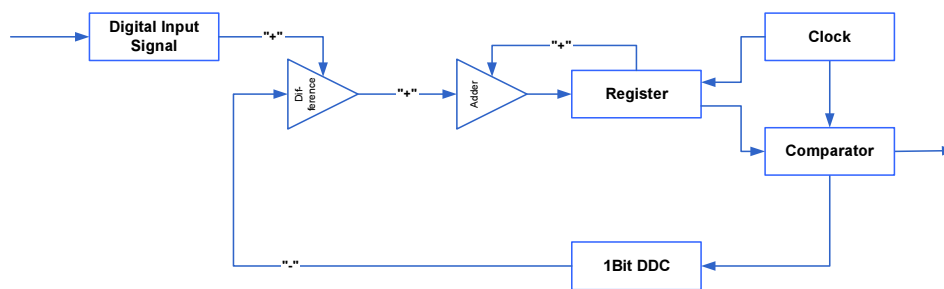 Digital Input
Signal
"+"
"+"
Clock
Dif-
ference
"+"
Adder
Register
Comparator
"-"
1Bit DDC